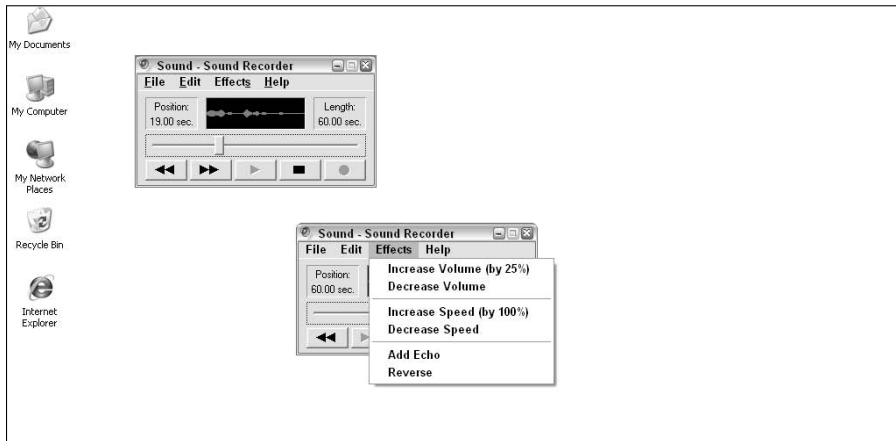 My Documents
My Computer
My Network
Places
Recycle Bin
Internet
Explorer
Sound - Sound Recorder
File Edit Effects Help
Position:
19.00 sec.
Length:
60.00 sec.
Sound - Sound Recorder
File Edit Effects Help
Position:
60.00 sec.
Increase Volume (by 25%)
Decrease Volume
Increase Speed (by 100%)
Decrease Speed
Add Echo
Reverse